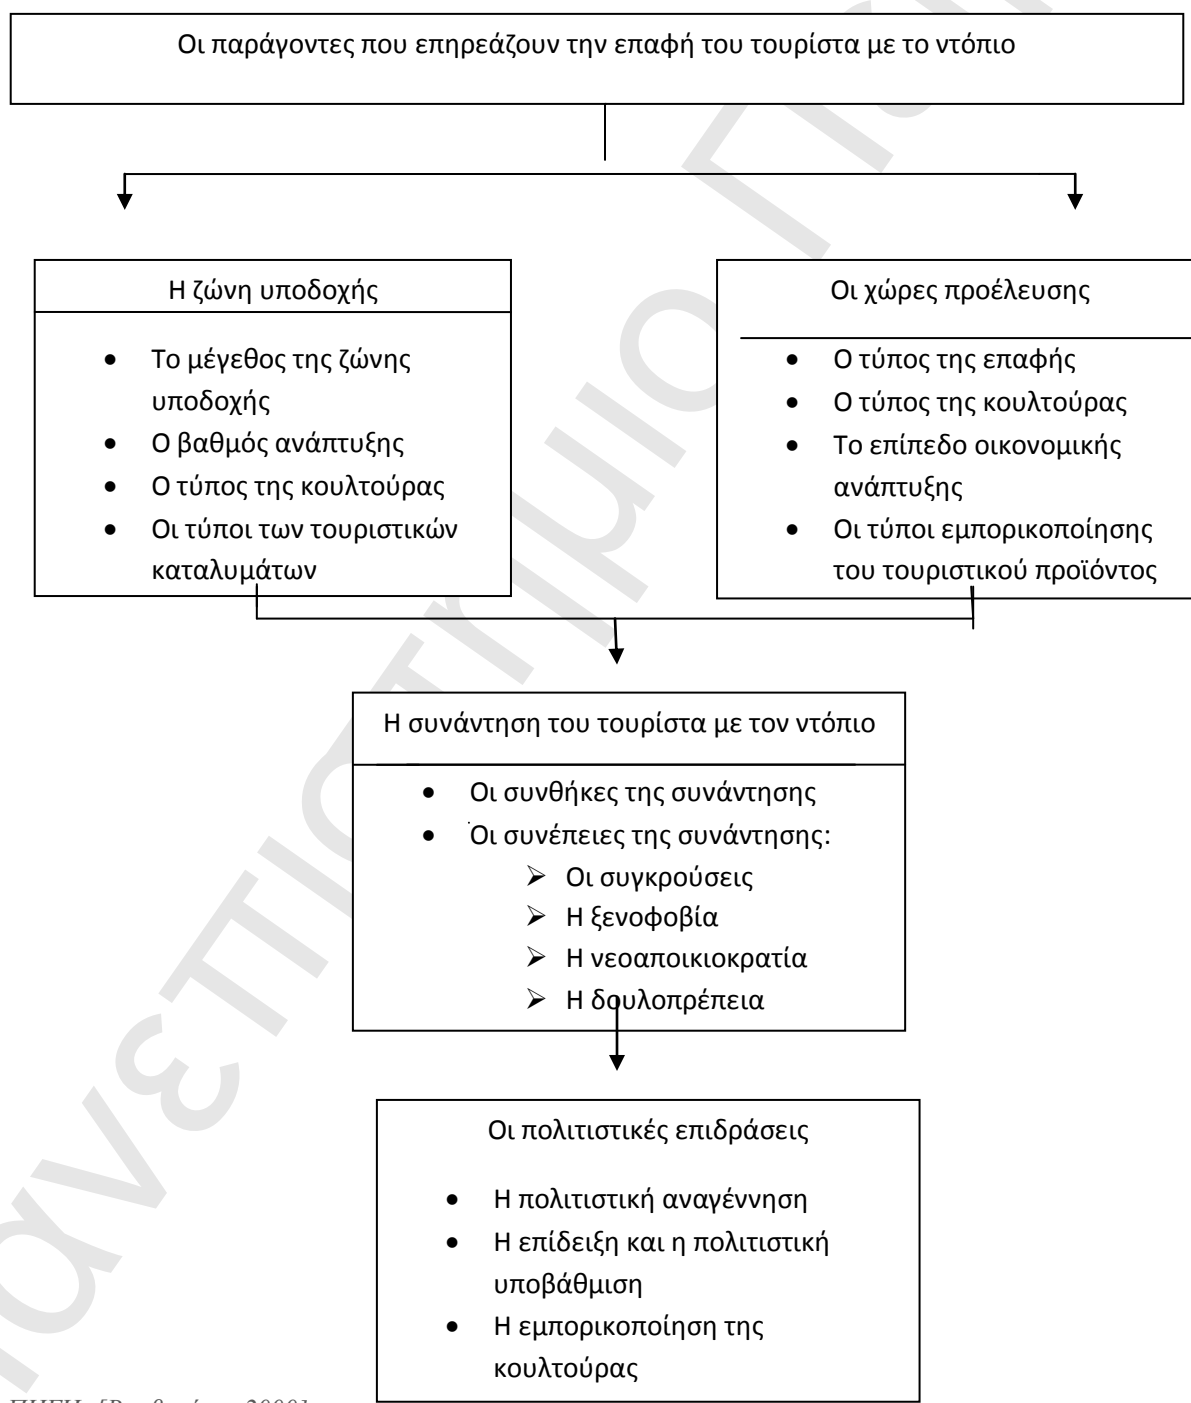 Οι παράγοντες που επηρεάζουν την επαφή του τουρίστα με το ντόπιο
Η ζώνη υποδοχής
• Το μέγεθος της ζώνης
υποδοχής
• Ο βαθμός ανάπτυξης
• Ο τύπος της κουλτούρας
• Οι τύποι των τουριστικών
καταλυμάτων
Οι χώρες προέλευσης
• Ο τύπος της επαφής
• Ο τύπος της κουλτούρας
• Το επίπεδο οικονομικής
ανάπτυξης
• Οι τύποι εμπορικοποίησης
του τουριστικού προϊόντος
Η συνάντηση του τουρίστα με τον ντόπιο
• Οι συνθήκες της συνάντησης
• Οι συνέπειες της συνάντησης:
➢ Οι συγκρούσεις
➢ Η ξενοφοβία
➢ Η νεοαποικιοκρατία
➢ Η δουλοπρέπεια
Οι πολιτιστικές επιδράσεις
• Η πολιτιστική αναγέννηση
• Η επίδειξη και η πολιτιστική
υποβάθμιση
• Η εμπορικοποίηση της
κουλτούρας